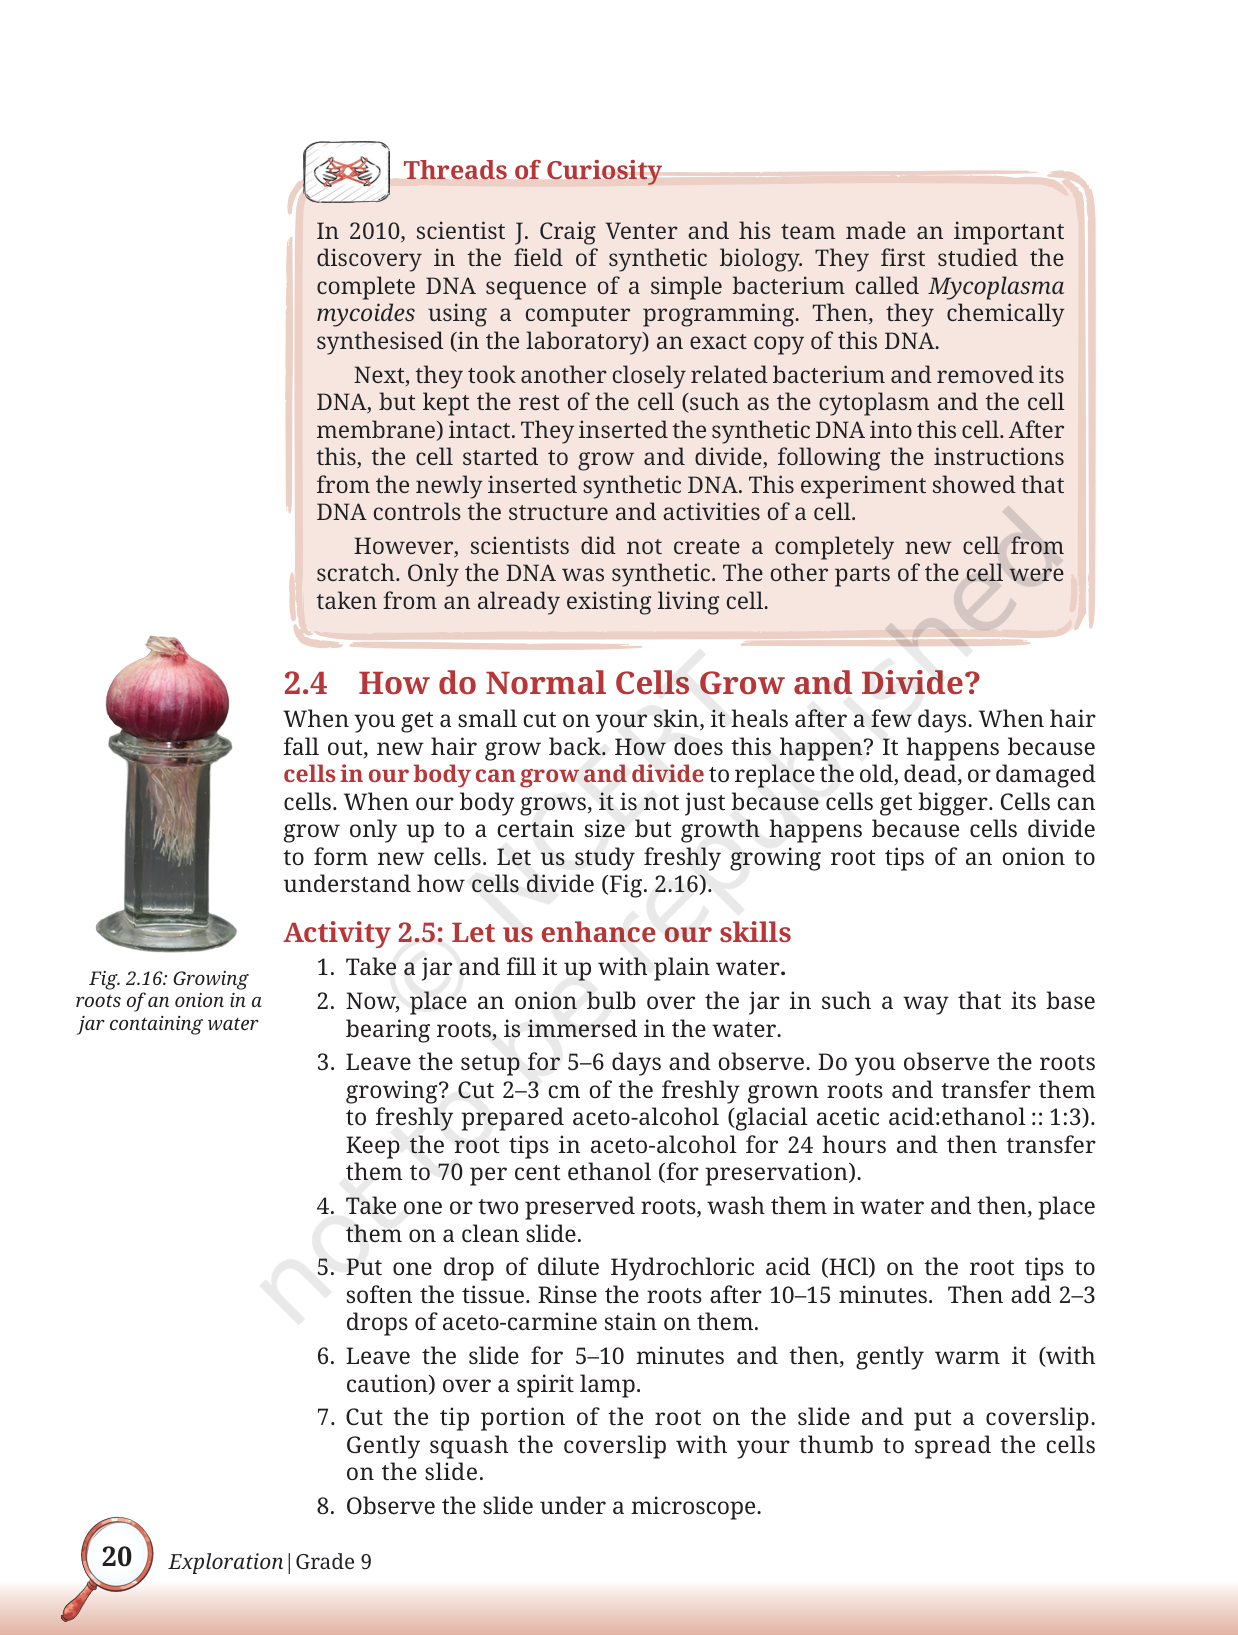 Threads of Curiosity
In 2010, scientist J. Craig Venter and his team made an important
discovery in the field of synthetic biology. They first studied the
complete DNA sequence of a simple bacterium called Mycoplasma
mycoides using a computer programming. Then, they chemically
synthesised (in the laboratory) an exact copy of this DNA.
Next, they took another closely related bacterium and removed its
DNA, but kept the rest of the cell (such as the cytoplasm and the cell
membrane) intact. They inserted the synthetic DNA into this cell. After
this, the cell started to grow and divide, following the instructions
from the newly inserted synthetic DNA. This experiment showed that
DNA controls the structure and activities of a cell.
However, scientists did not create a completely new cell from
scratch. Only the DNA was synthetic. The other parts of the cell were
taken from an already existing living cell.
2.4 How do Normal Cells Grow and Divide?
When you get a small cut on your skin, it heals after a few days. When hair
fall out, new hair grow back. How does this happen? It happens because
cells in our body can grow and divide to replace the old, dead, or damaged
cells. When our body grows, it is not just because cells get bigger. Cells can
grow only up to a certain size but growth happens because cells divide
to form new cells. Let us study freshly growing root tips of an onion to
understand how cells divide (Fig. 2.16).
Fig. 2.16: Growing
roots of an onion in a
jar containing water
Activity 2.5: Let us enhance our skills
1. Take a jar and fill it up with plain water.
2. Now, place an onion bulb over the jar in such a way that its base
bearing roots, is immersed in the water.
3. Leave the setup for 5–6 days and observe. Do you observe the roots
growing? Cut 2–3 cm of the freshly grown roots and transfer them
to freshly prepared aceto-alcohol (glacial acetic acid:ethanol :: 1:3).
Keep the root tips in aceto-alcohol for 24 hours and then transfer
them to 70 per cent ethanol (for preservation).
4. Take one or two preserved roots, wash them in water and then, place
them on a clean slide.
5. Put one drop of dilute Hydrochloric acid (HCl) on the root tips to
soften the tissue. Rinse the roots after 10–15 minutes. Then add 2–3
drops of aceto-carmine stain on them.
6. Leave the slide for 5–10 minutes and then, gently warm it (with
caution) over a spirit lamp.
7. Cut the tip portion of the root on the slide and put a coverslip.
Gently squash the coverslip with your thumb to spread the cells
on the slide.
8. Observe the slide under a microscope.
© NCERT
not to be republished
20
Exploration|Grade 9